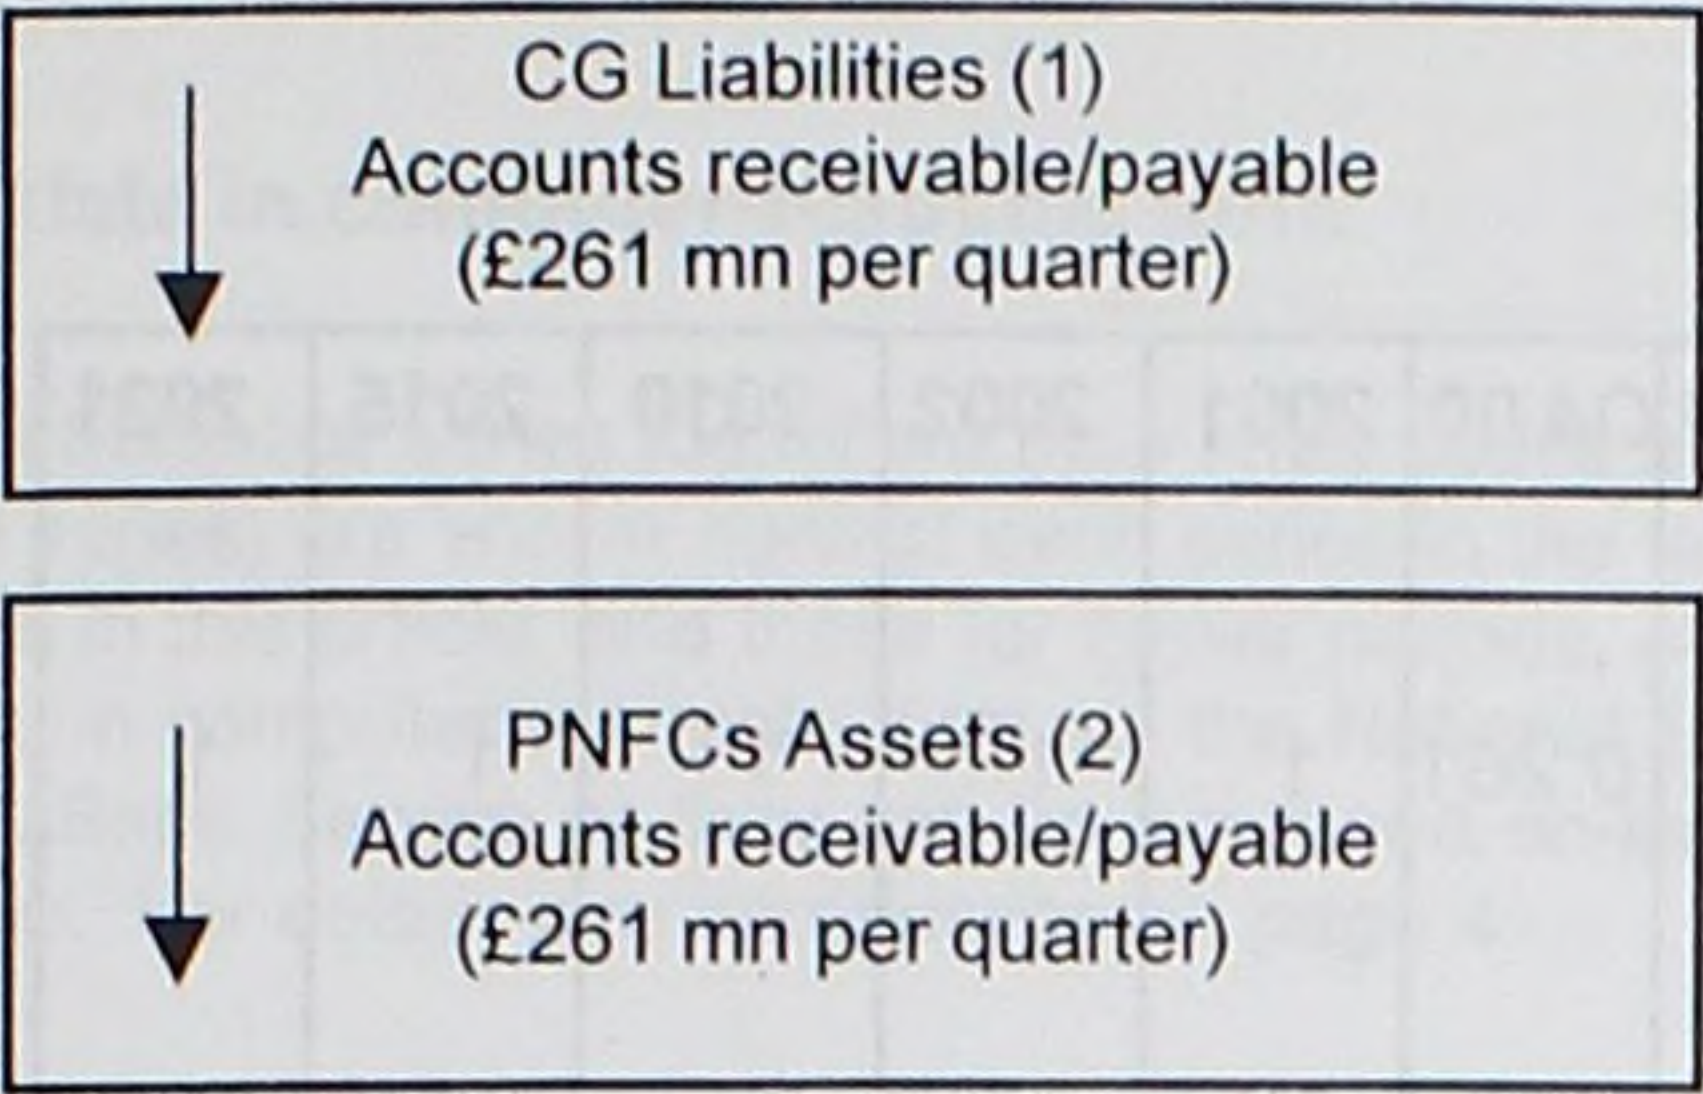 CG Liabilities (1)
Accounts receivable/payable
(£261 mn per quarter)
PNFCs Assets (2)
Accounts receivable/payable
(£261 mn per quarter)